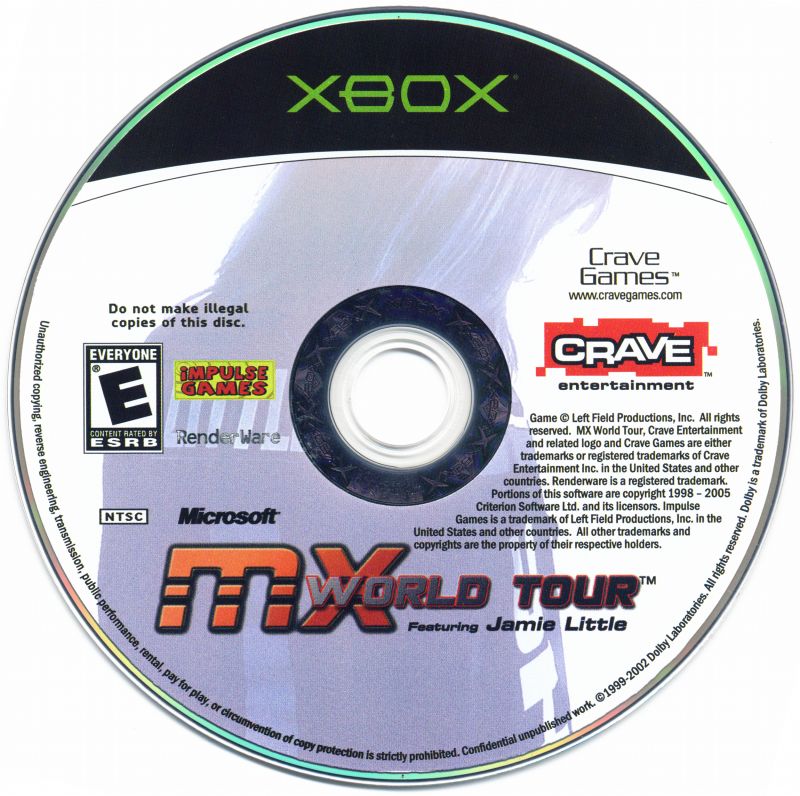 XBOX
Crave
Games™
www.cravegames.com
Do not make illegal
copies of this disc.
EVERYONE
E®
CONTENT RATED BY
ESRB
iMPULSE
GAMES
RenderWare
CRAVE™
entertainment
Game © Left Field Productions, Inc. All rights
reserved. MX World Tour, Crave Entertainment
and related logo and Crave Games are either
trademarks or registered trademarks of Crave
Entertainment Inc. in the United States and other
countries. Renderware is a registered trademark.
Portions of this software are copyright 1998 – 2005
Criterion Software Ltd. and its licensors. Impulse
Games is a trademark of Left Field Productions, Inc. in the
United States and other countries. All other trademarks and
copyrights are the property of their respective holders.
NTSC
Microsoft
MX WORLD TOUR™
Featuring Jamie Little
Unauthorized copying, reverse engineering, transmission, public performance, rental, pay for play, or circumvention of copy protection is strictly prohibited. Confidential unpublished work. ©1999-2002 Dolby Laboratories. All rights reserved. Dolby is a trademark of Dolby Laboratories.